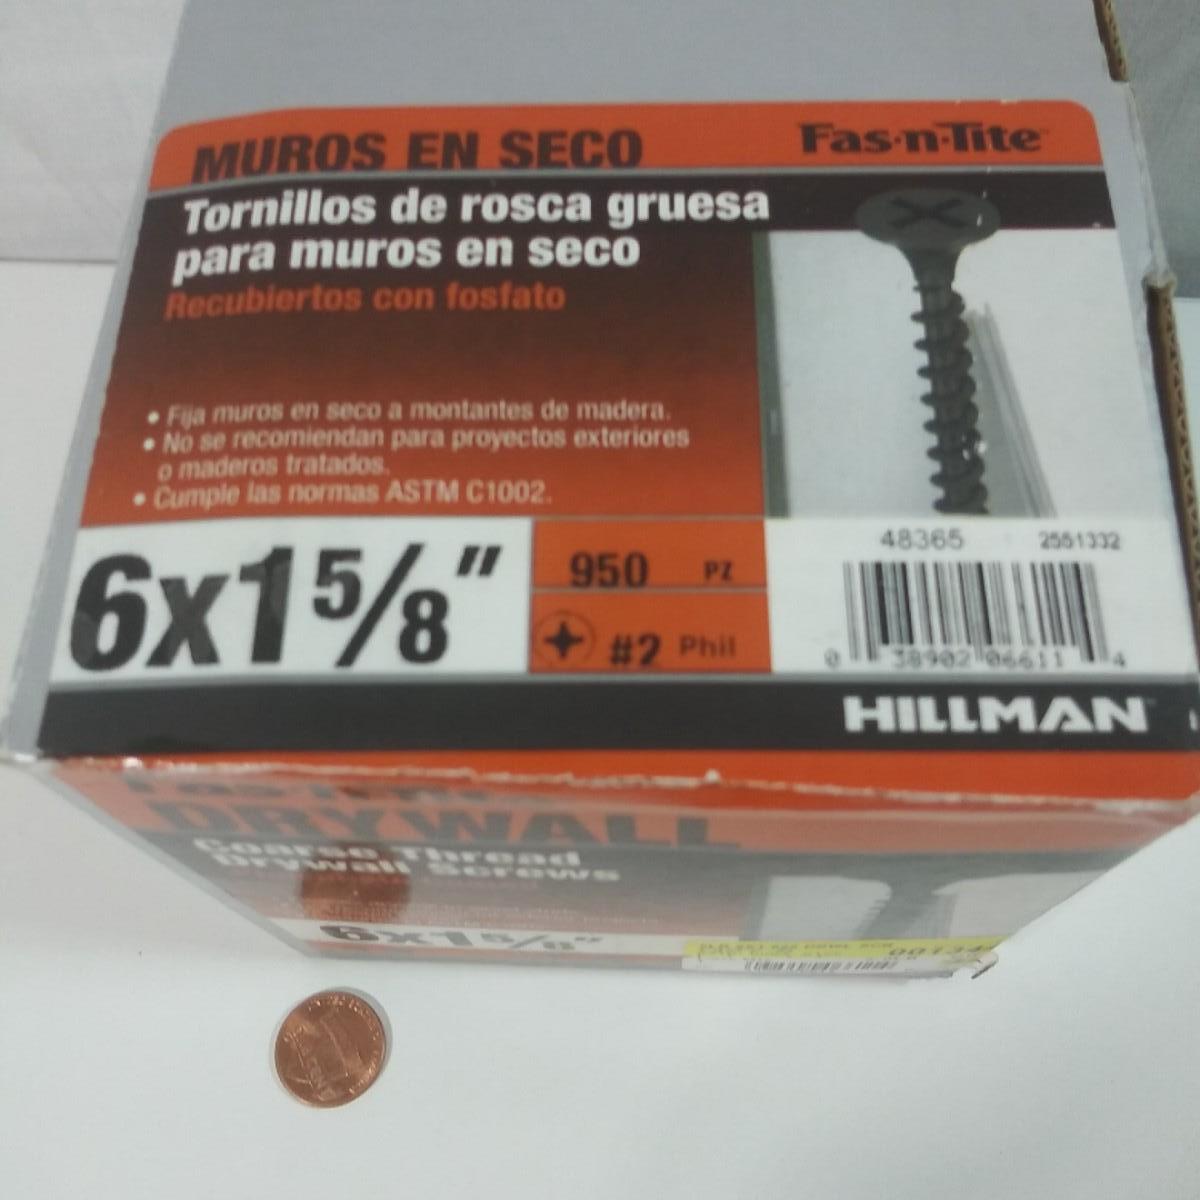 MUROS EN SECO
Fas·n·Tite
Tornillos de rosca gruesa
para muros en seco
Recubiertos con fosfato
• Fija muros en seco a montantes de madera.
• No se recomiendan para proyectos exteriores
o maderos tratados.
• Cumple las normas ASTM C1002.
6x1 5/8"
950 PZ
#2 Phil
48365 2551332
0 38902 06611 4
HILLMAN
DRYWALL
Coarse Thread
Drywall Screws
6x1 5/8"